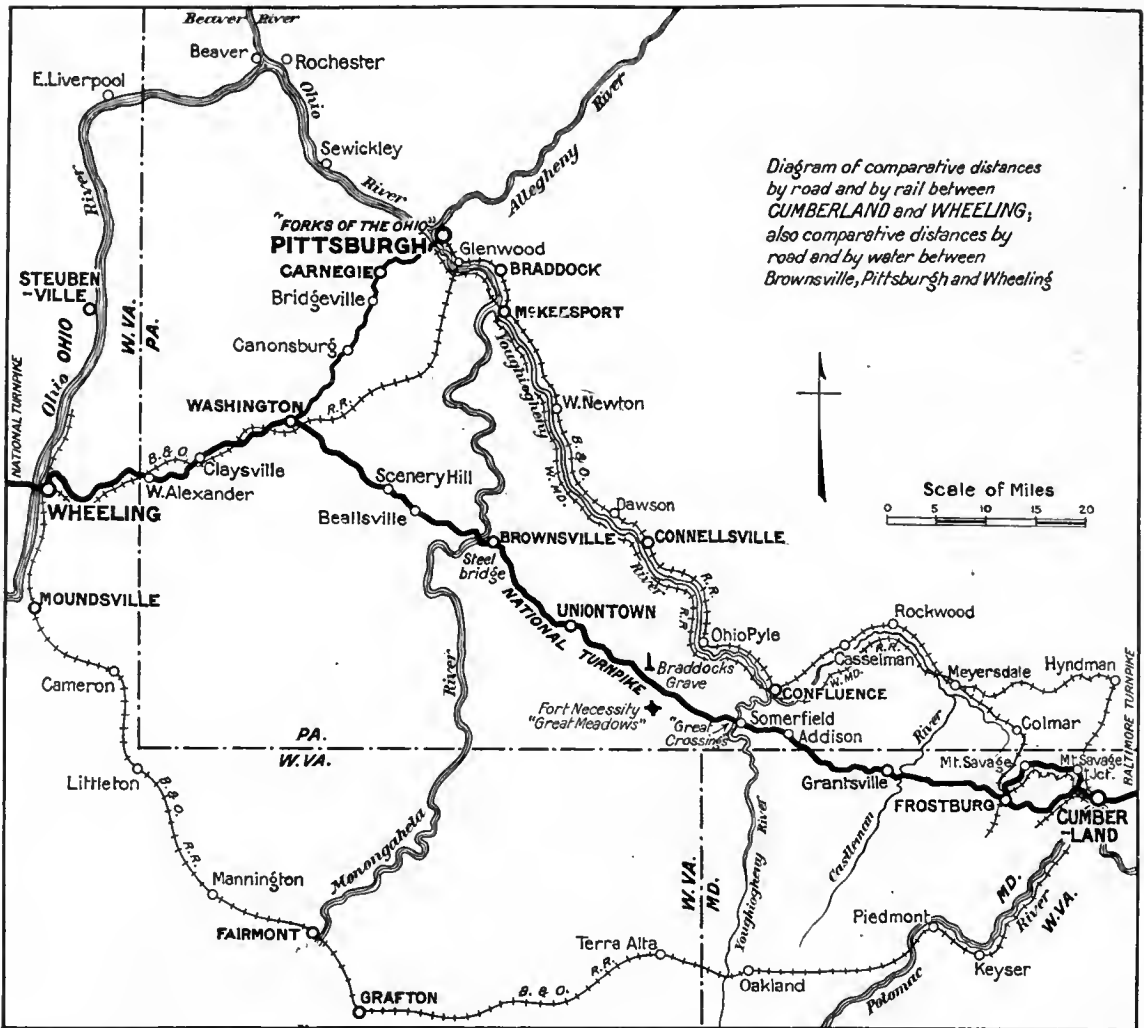 Beaver River
Beaver
Rochester
E. Liverpool
Ohio
River
Sewickley
River
Allegheny
River
Diagram of comparative distances
by road and by rail between
CUMBERLAND and WHEELING;
also comparative distances by
road and by water between
Brownsville, Pittsburgh and Wheeling
"FORKS OF THE OHIO"
PITTSBURGH
Glenwood
CARNEGIE
BRADDOCK
Bridgeville
McKEESPORT
STEUBEN
-VILLE
W. VA.
PA.
River
Ohio
OHIO
Canonsburg
Youghiogheny
NATIONAL TURNPIKE
WASHINGTON
R.R.
W. Newton
B. & O.
Claysville
W. Alexander
WHEELING
Scenery Hill
Beallsville
B. & O.
W. MD.
Dawson
Scale of Miles
0 5 10 15 20
BROWNSVILLE
CONNELLSVILLE
Steel
bridge
River
R.R.
R.R.
MOUNDSVILLE
NATIONAL TURNPIKE
UNIONTOWN
Ohio Pyle
Rockwood
Casselman
R.R.
W. MD.
Meyersdale
Hyndman
Cameron
River
Braddocks
Grave
CONFLUENCE
Fort Necessity
"Great Meadows"
"Great
Crossings"
Somerfield
Addison
River
Colmar
BALTIMORE TURNPIKE
PA.
W. VA.
Littleton
Mt. Savage
Mt Savage
Jct.
Grantsville
FROSTBURG
CUMBER
-LAND
B. & O.
R.R.
Monongahela
W. VA.
MD.
Youghiogheny River
Castleman
Mannington
FAIRMONT
Terra Alta
Piedmont
MD.
River
W. VA.
Oakland
Keyser
Potomac
GRAFTON
B. & O.
R.R.